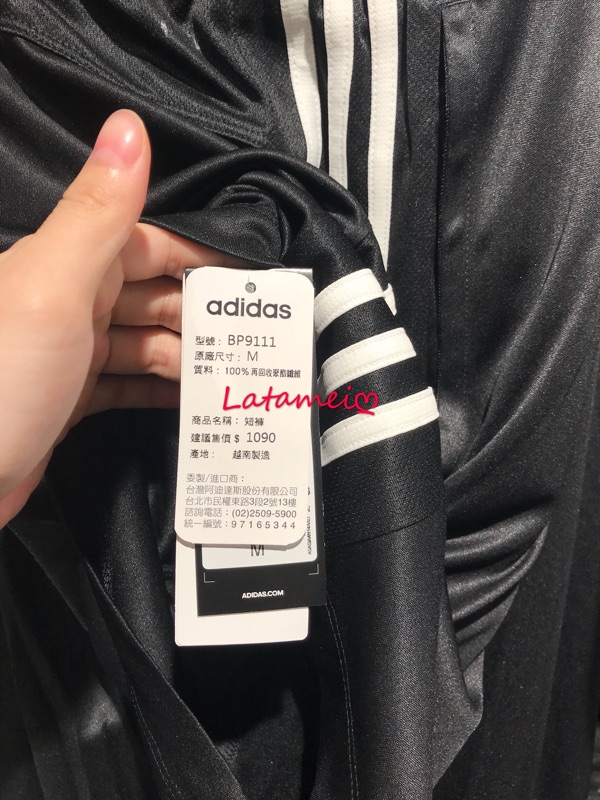 adidas
型號： BP9111
原廠尺寸： M
質料： 100% 再回收聚酯纖維
Latamei
商品名稱： 短褲
建議售價 $ 1090
產地： 越南製造
委製/進口商：
台灣阿迪達斯股份有限公司
台北市民權東路3段2號13樓
諮詢電話：(02)2509-5900
統一編號：97165344
M
ADIDAS.COM